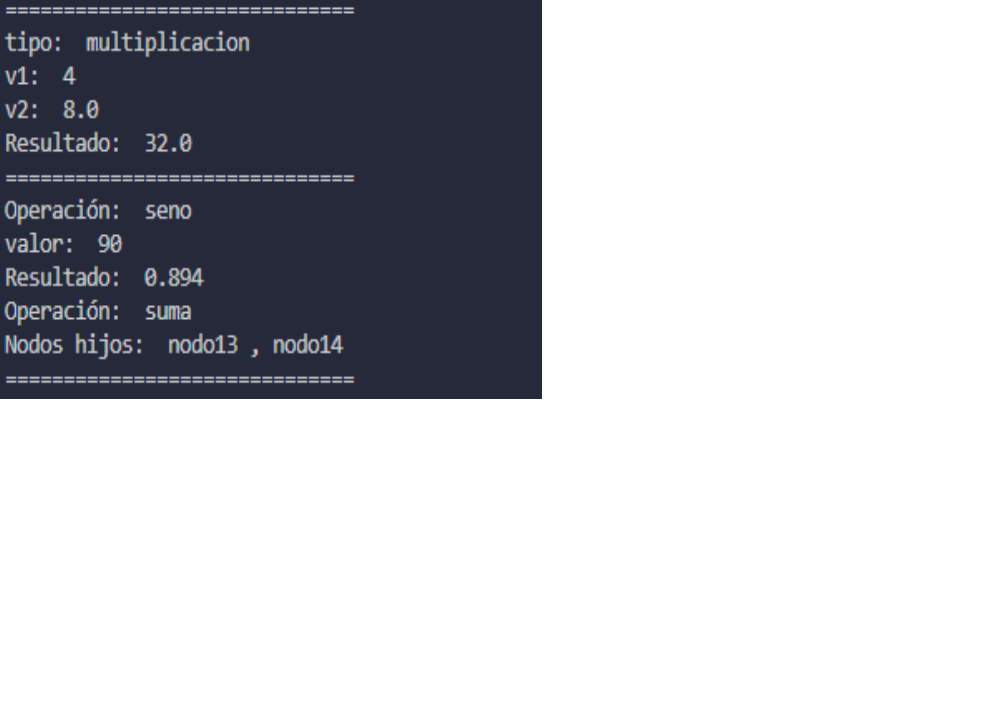 ==============================
tipo:  multiplicacion
v1:  4
v2:  8.0
Resultado:  32.0
==============================
Operación:  seno
valor:  90
Resultado:  0.894
Operación:  suma
Nodos hijos:  nodo13 , nodo14
==============================